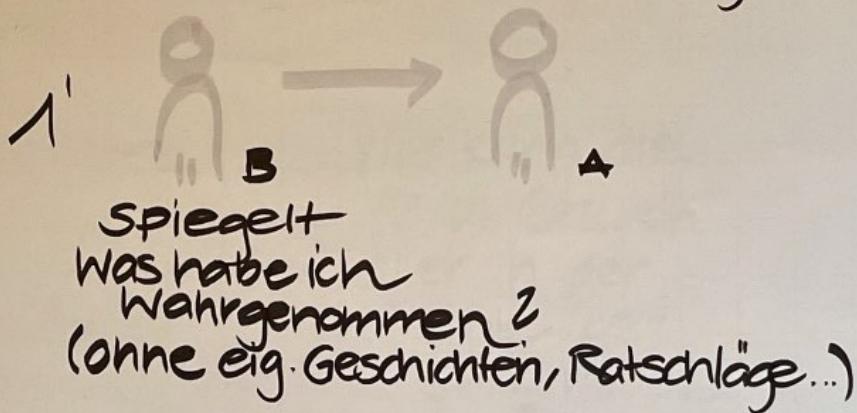 1'
B A
spiegelt
Was habe ich
wahrgenommen?
(ohne eig. Geschichten, Ratschläge...)